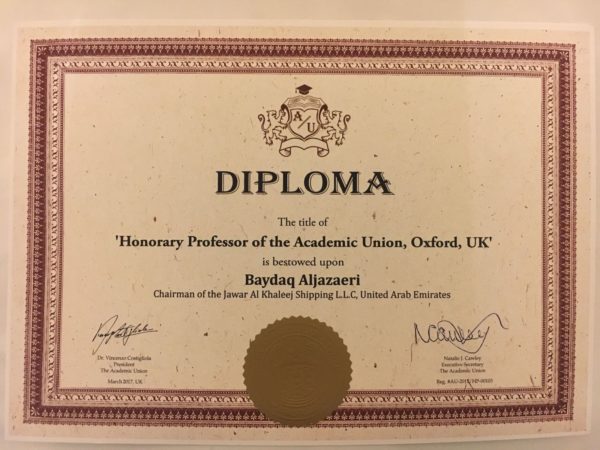 A U
DIPLOMA
The title of
'Honorary Professor of the Academic Union, Oxford, UK'
is bestowed upon
Baydaq Aljazaeri
Chairman of the Jawar Al Khaleej Shipping L.L.C, United Arab Emirates
Dr. Vincenzo Costigliola
President
The Academic Union
March 2017, UK
Natalie J. Cawley
Executive Secretary
The Academic Union